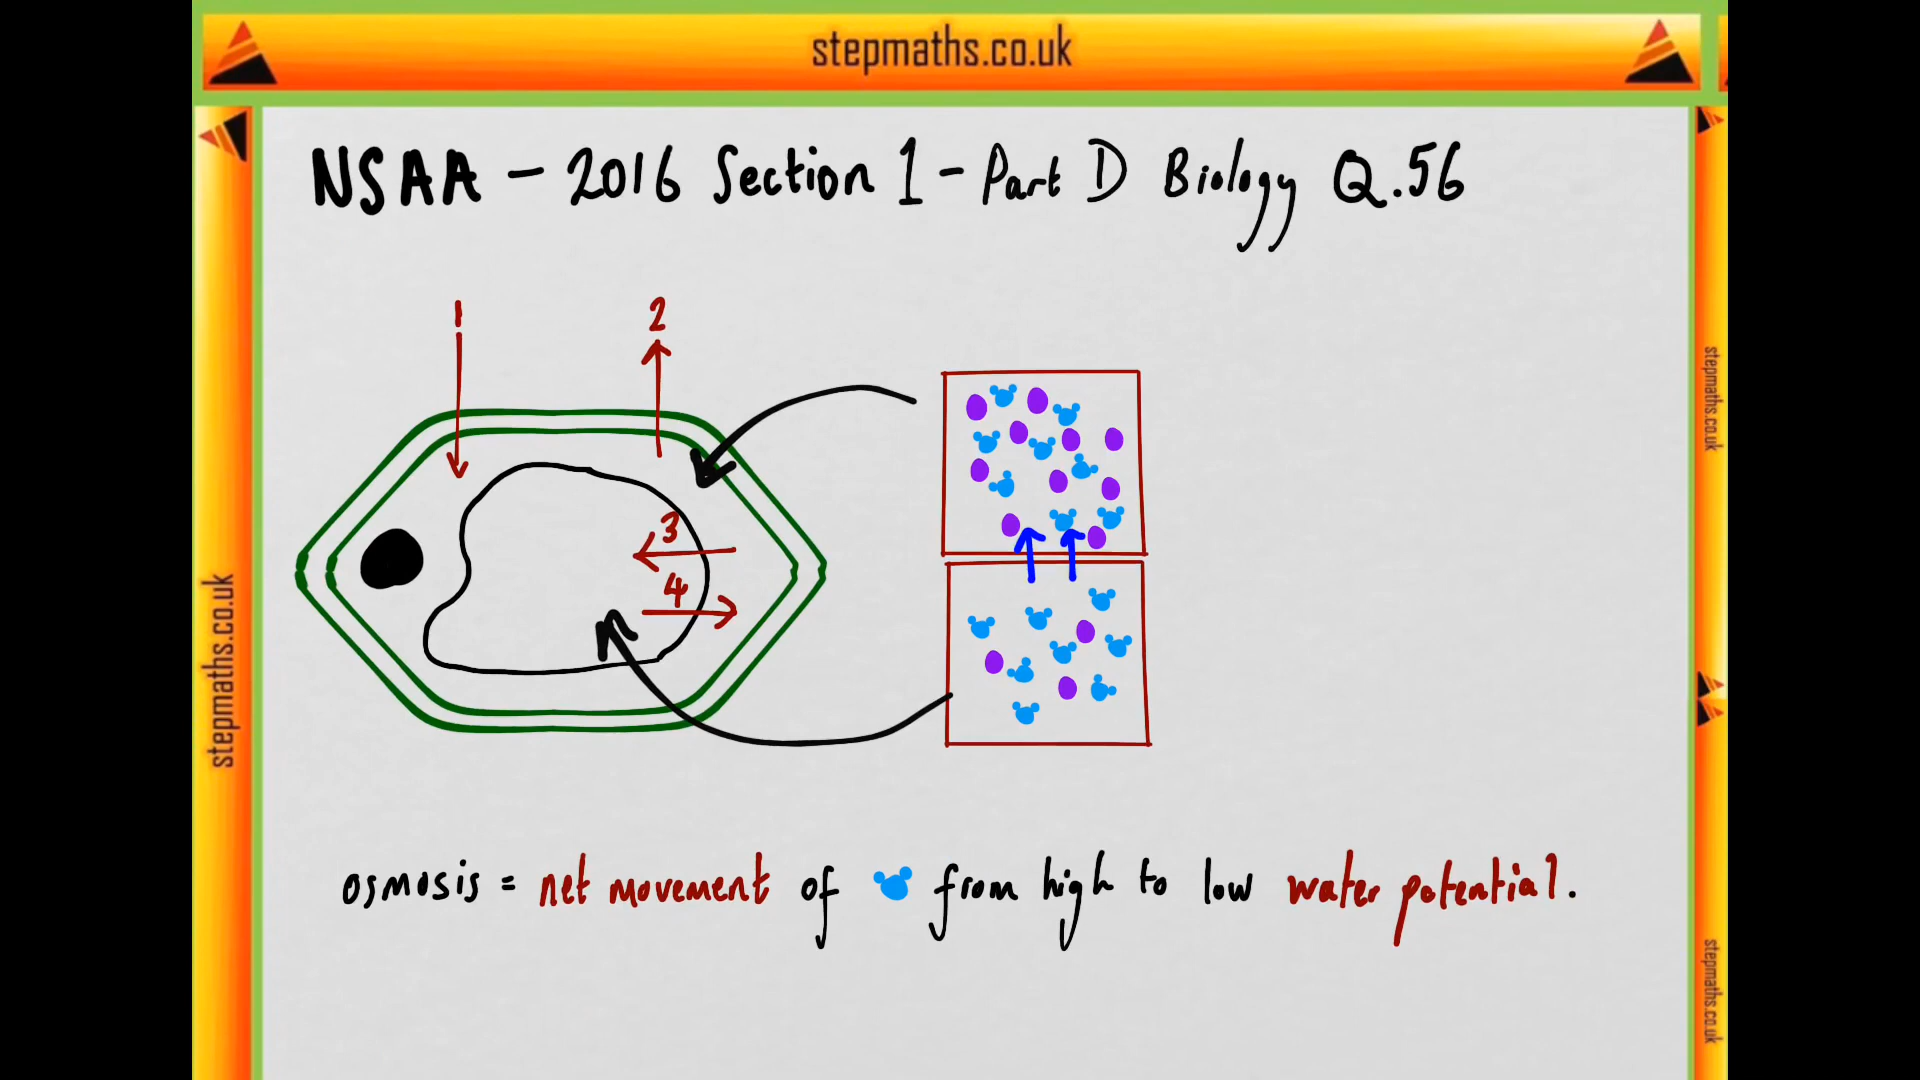 stepmaths.co.uk
NSAA - 2016 Section 1 - Part D Biology Q.56
1
2
3
4
osmosis = net movement of from high to low water potential.
stepmaths.co.uk
stepmaths.co.uk
stepmaths.co.uk